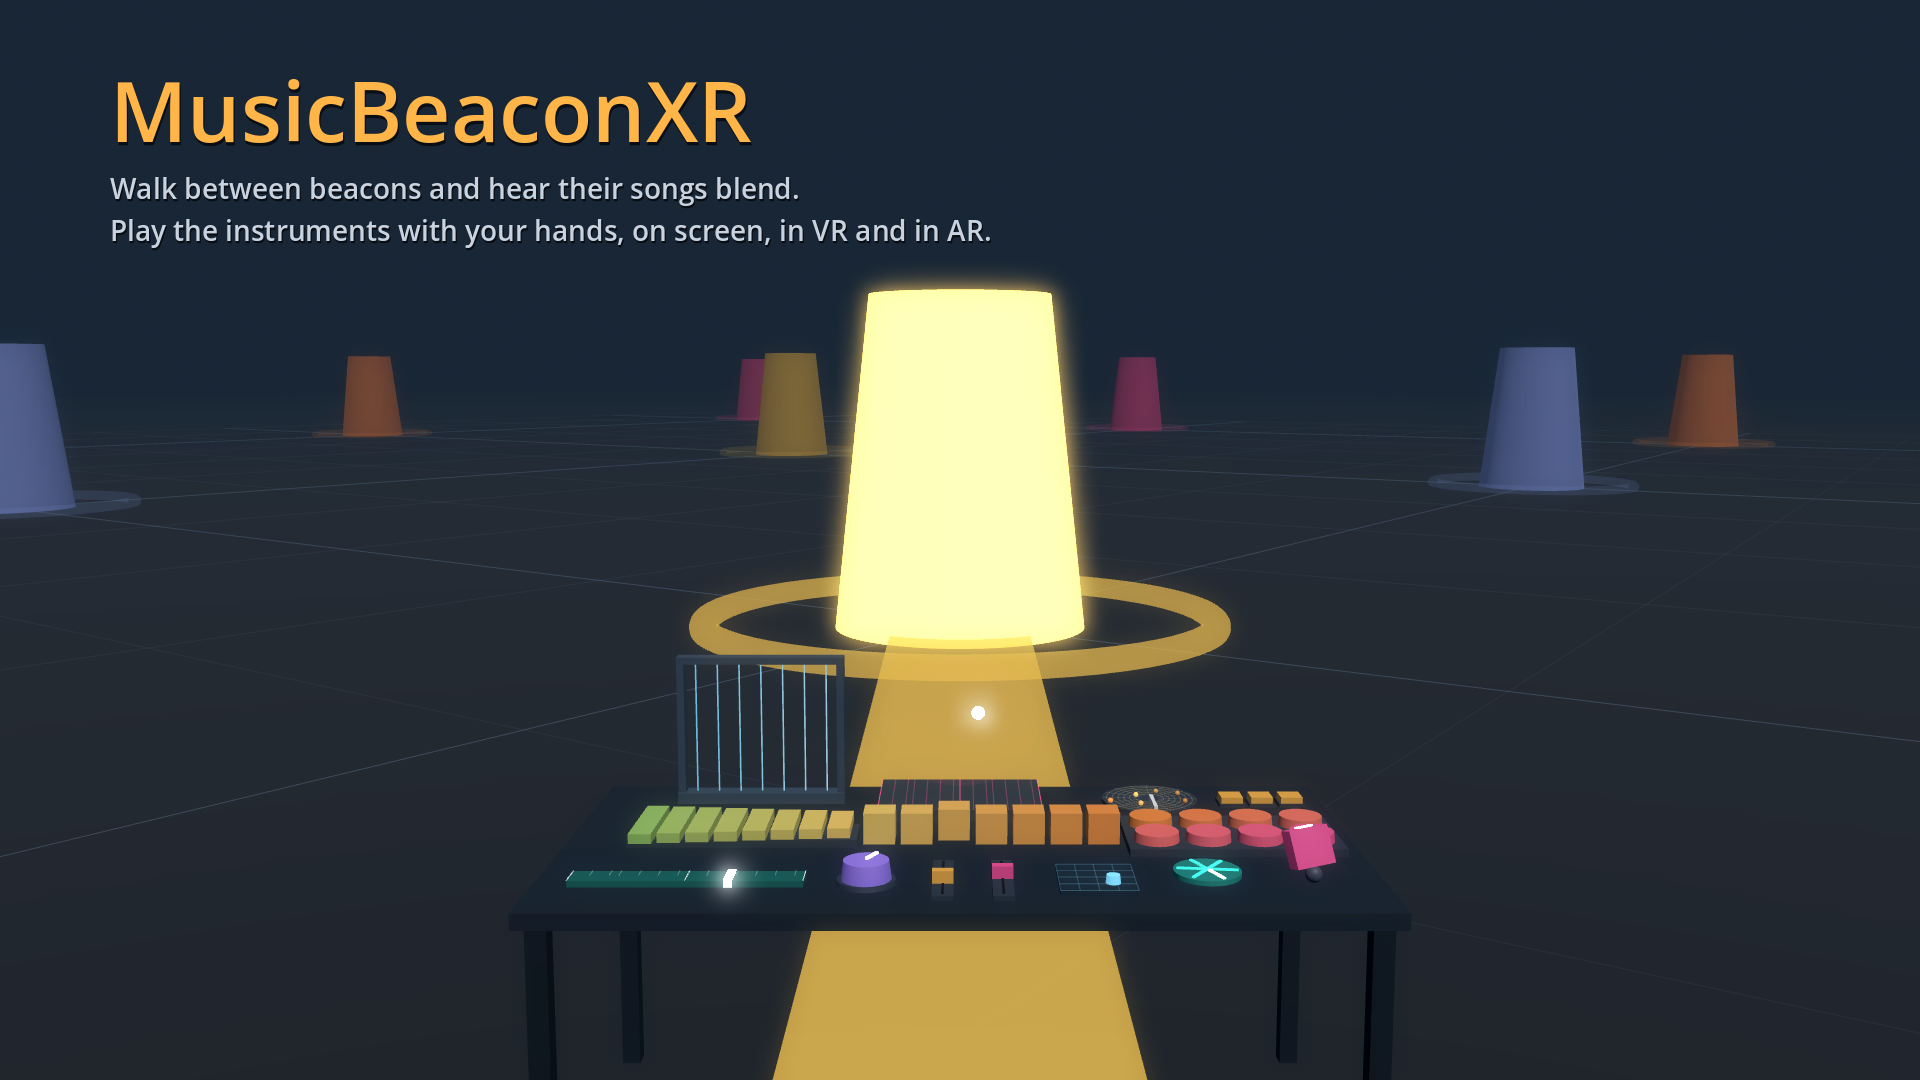 MusicBeaconXR
Walk between beacons and hear their songs blend.
Play the instruments with your hands, on screen, in VR and in AR.